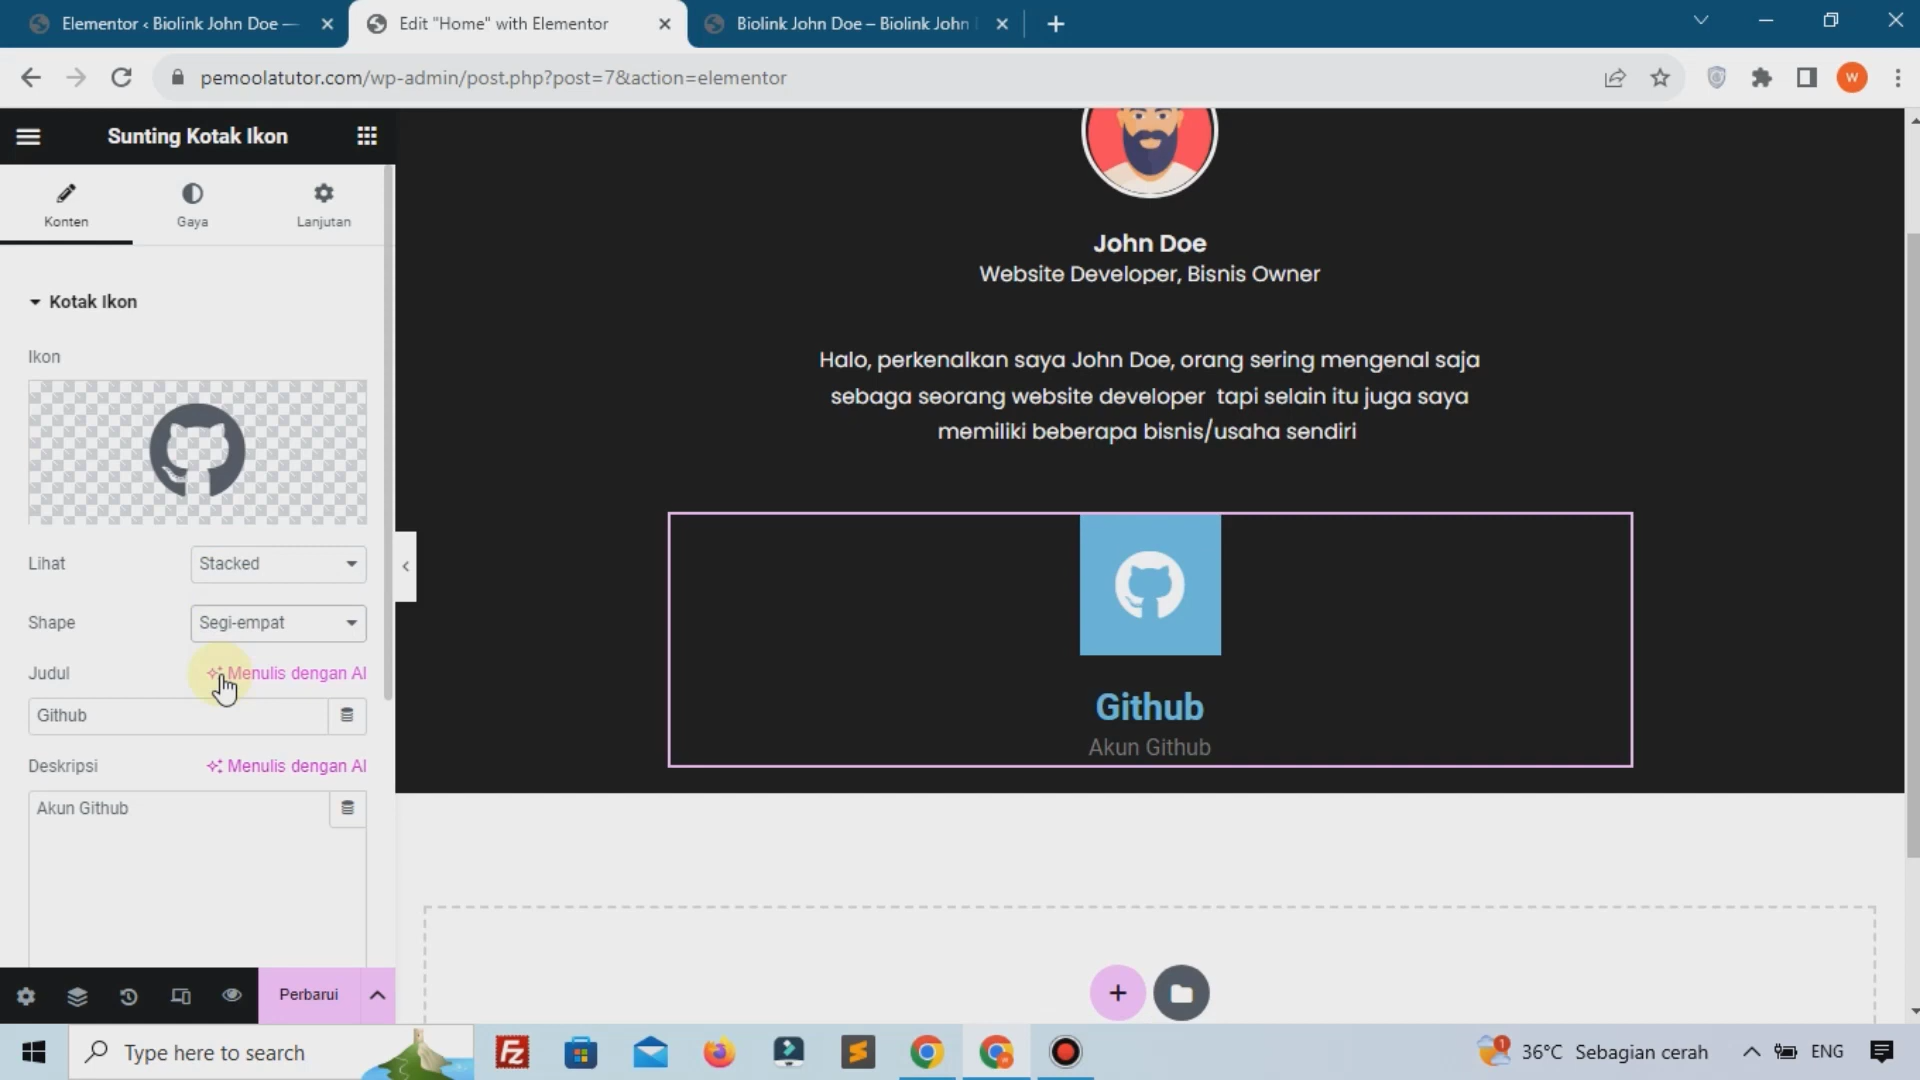 Elementor ‹ Biolink John Doe —
Edit "Home" with Elementor
Biolink John Doe – Biolink John
pemoolatutor.com/wp-admin/post.php?post=7&action=elementor
W
Sunting Kotak Ikon
Konten
Gaya
Lanjutan
Kotak Ikon
Ikon
Lihat
Stacked
Shape
Segi-empat
Judul
Menulis dengan AI
Github
Deskripsi
Menulis dengan AI
Akun Github
Perbarui
John Doe
Website Developer, Bisnis Owner
Halo, perkenalkan saya John Doe, orang sering mengenal saja
sebaga seorang website developer tapi selain itu juga saya
memiliki beberapa bisnis/usaha sendiri
Github
Akun Github
Type here to search
Fz
1
36°C Sebagian cerah
ENG